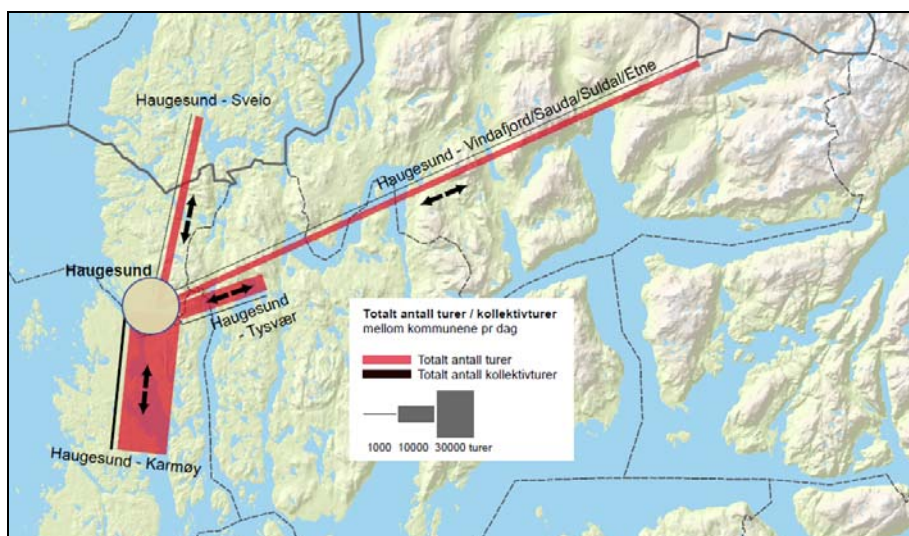 Haugesund - Sveio
Haugesund - Vindafjord/Sauda/Suldal/Etne
Haugesund
Haugesund
- Tysvær
Haugesund - Karmøy
Totalt antall turer / kollektivturer
mellom kommunene pr dag
Totalt antall turer
Totalt antall kollektivturer
1000 10000 30000 turer